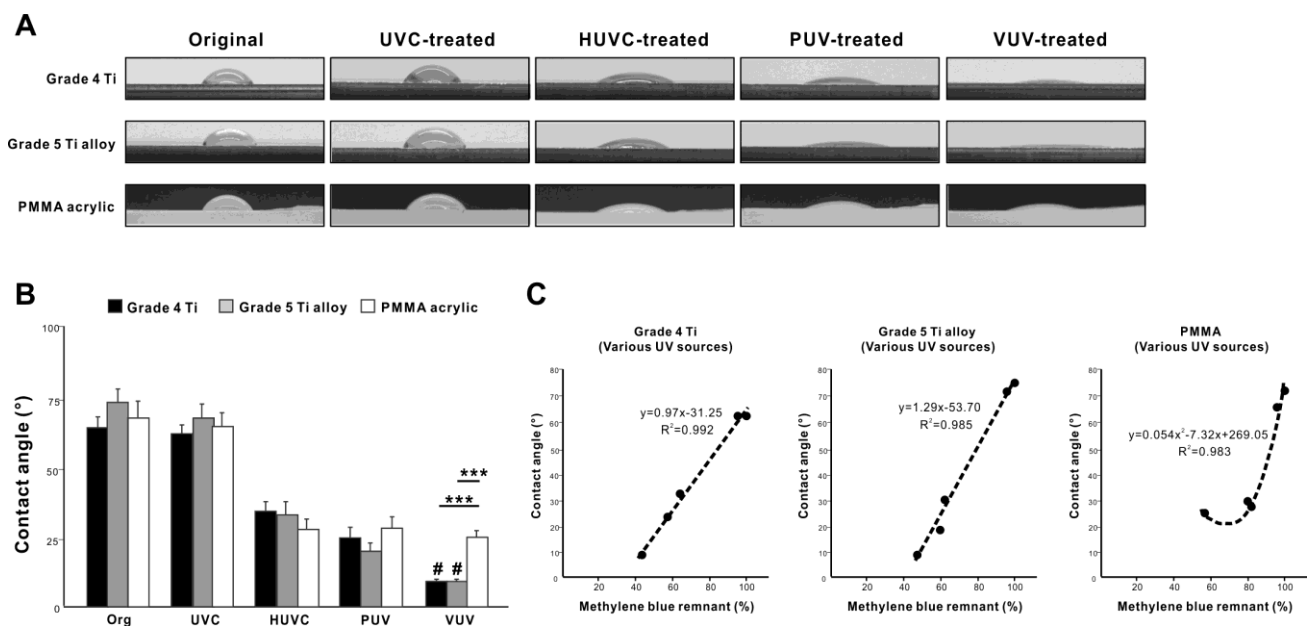 A
Original UVC-treated HUVC-treated PUV-treated VUV-treated
Grade 4 Ti
Grade 5 Ti alloy
PMMA acrylic
B
Grade 4 Ti Grade 5 Ti alloy PMMA acrylic
Contact angle (°)
100
75
50
25
0
***
***
# #
Org UVC HUVC PUV VUV
C
Grade 4 Ti
(Various UV sources)
Contact angle (°)
80
70
60
50
40
30
20
10
0
y=0.97x-31.25
R²=0.992
20 40 60 80 100
Methylene blue remnant (%)
Grade 5 Ti alloy
(Various UV sources)
Contact angle (°)
80
70
60
50
40
30
20
10
0
y=1.29x-53.70
R²=0.985
20 40 60 80 100
Methylene blue remnant (%)
PMMA
(Various UV sources)
Contact angle (°)
80
70
60
50
40
30
20
10
0
y=0.054x²-7.32x+269.05
R²=0.983
20 40 60 80 100
Methylene blue remnant (%)